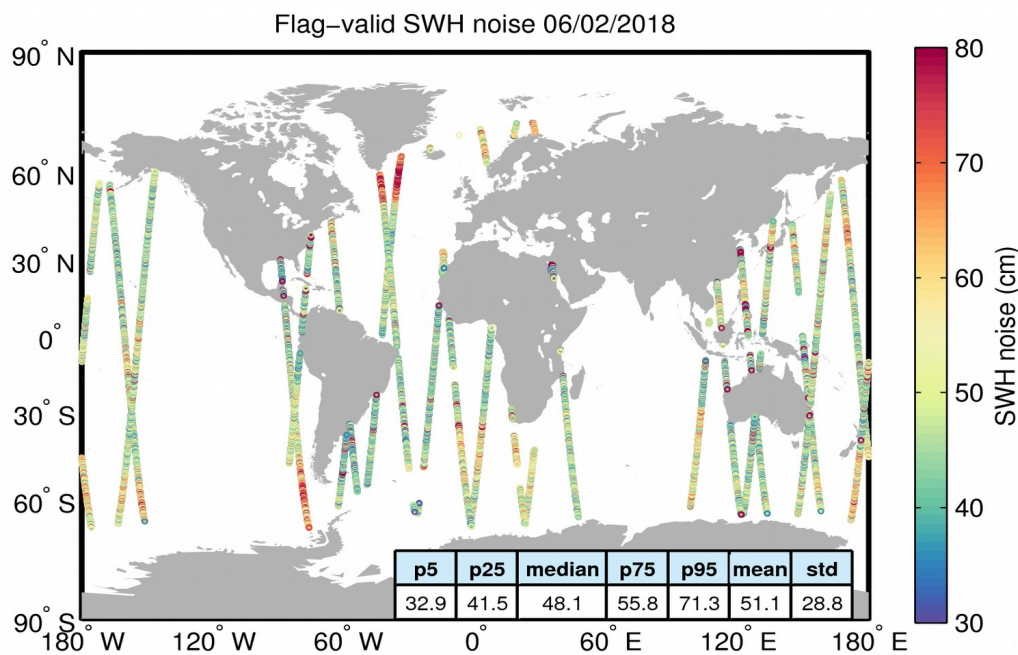 Flag−valid SWH noise 06/02/2018
90° N
60° N
30° N
0°
30° S
60° S
90° S
180° W
120° W
60° W
0°
60° E
120° E
180° E
80
70
60
50
40
30
SWH noise (cm)
p5 p25 median p75 p95 mean std
32.9 41.5 48.1 55.8 71.3 51.1 28.8